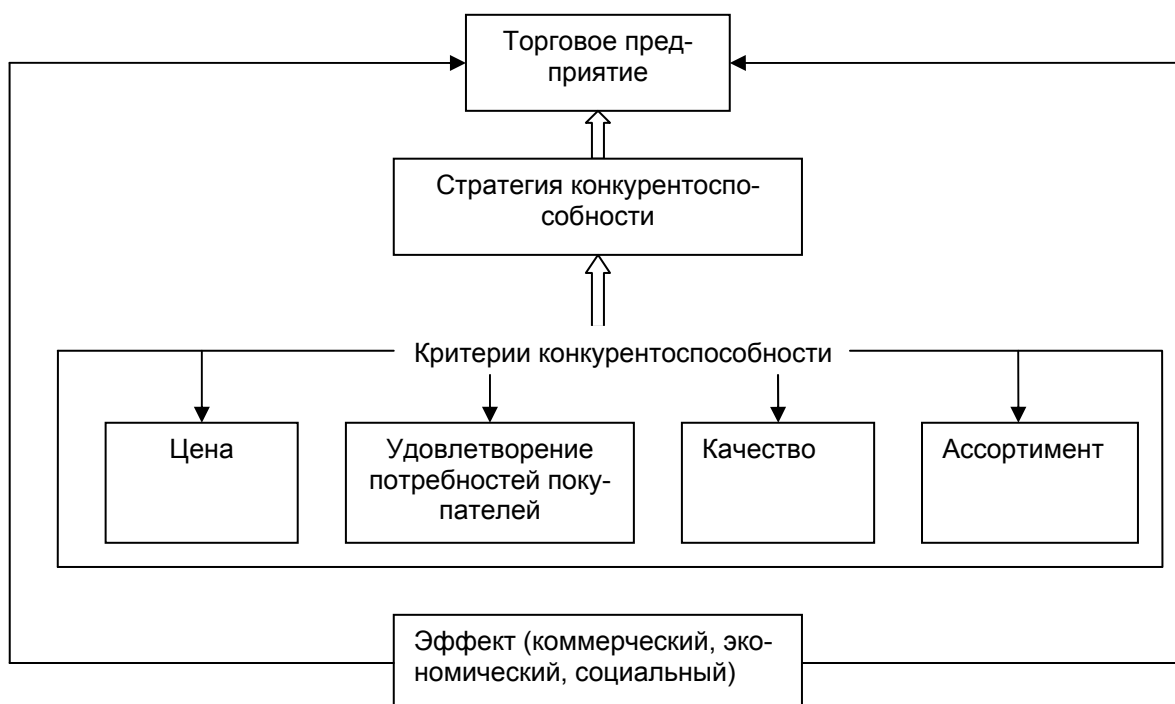 Торговое пред-
приятие
Стратегия конкурентоспо-
собности
Критерии конкурентоспособности
Цена
Удовлетворение
потребностей поку-
пателей
Качество
Ассортимент
Эффект (коммерческий, эко-
номический, социальный)